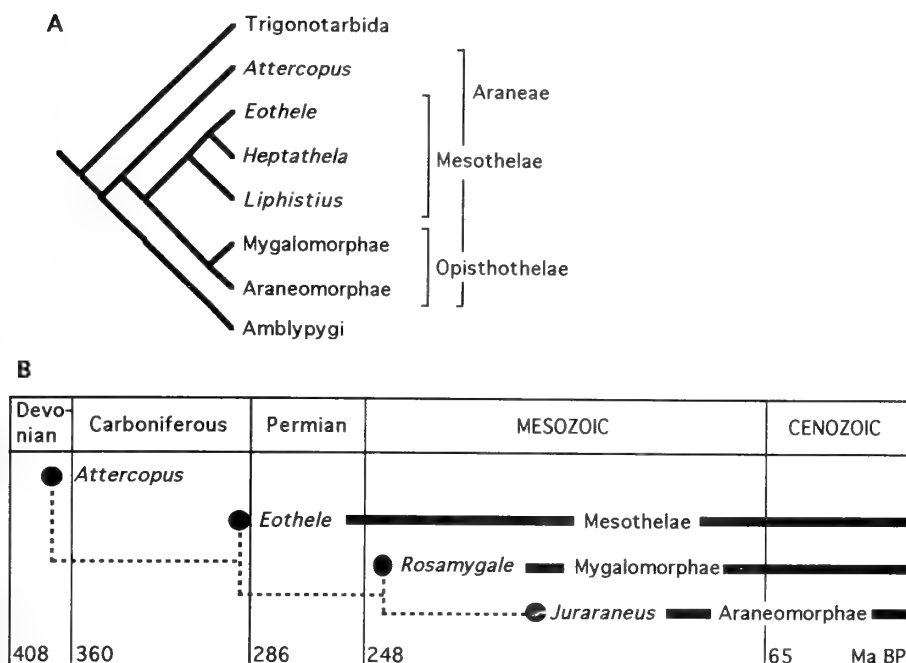 A
Trigonotarbida
Attercopus
Araneae
Eothele
Heptathela
Mesothelae
Liphistius
Mygalomorphae
Opisthothelae
Araneomorphae
Amblypygi
B
Devo-
nian
Carboniferous
Permian
MESOZOIC
CENOZOIC
Attercopus
Eothele
Mesothelae
Rosamygale
Mygalomorphae
Juraraneus
Araneomorphae
408
360
286
248
65
Ma BP